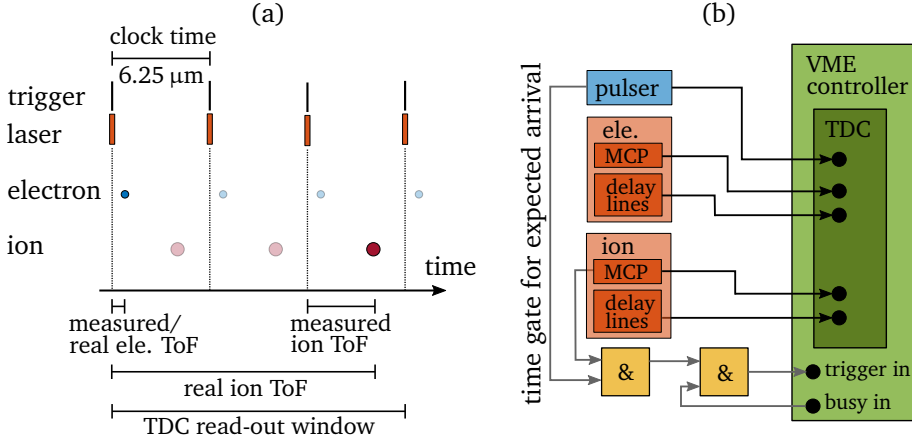 (a)
clock time
6.25 μm
trigger
laser
electron
ion
time
measured/
real ele. ToF
measured
ion ToF
real ion ToF
TDC read-out window
(b)
time gate for expected arrival
pulser
ele.
MCP
delay
lines
ion
MCP
delay
lines
&
&
VME
controller
TDC
trigger in
busy in